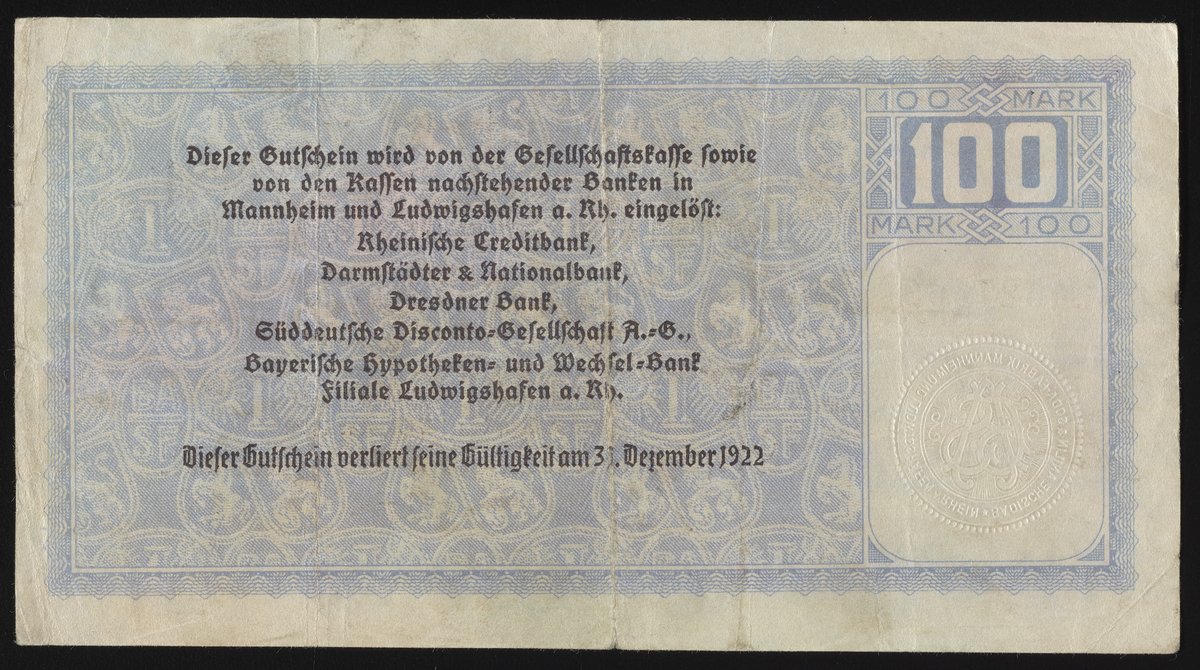 Dieser Gutschein wird von der Gesellschaftskasse sowie
von den Kassen nachstehender Banken in
Mannheim und Ludwigshafen a. Rh. eingelöst:
Rheinische Creditbank,
Darmstädter & Nationalbank,
Dresdner Bank,
Süddeutsche Disconto-Gesellschaft A.-G.,
Bayerische Hypotheken- und Wechsel-Bank
Filiale Ludwigshafen a. Rh.
Dieser Gutschein verliert seine Gültigkeit am 31. Dezember 1922
100 MARK
100
MARK 100